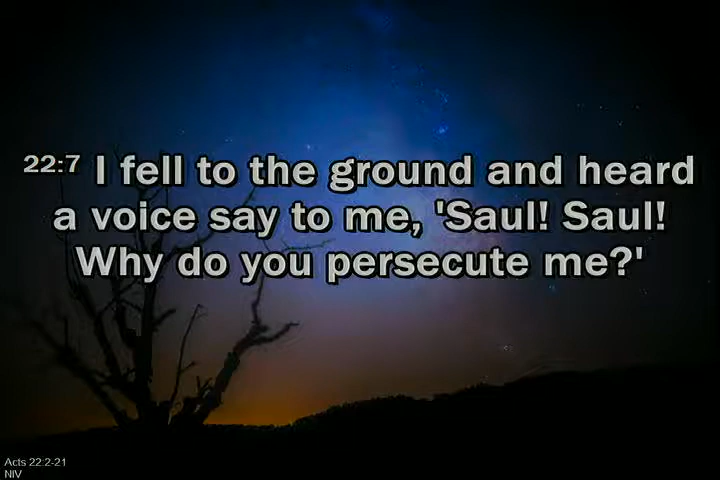 22:7 I fell to the ground and heard
a voice say to me, 'Saul! Saul!
Why do you persecute me?'
Acts 22:2-21
NIV